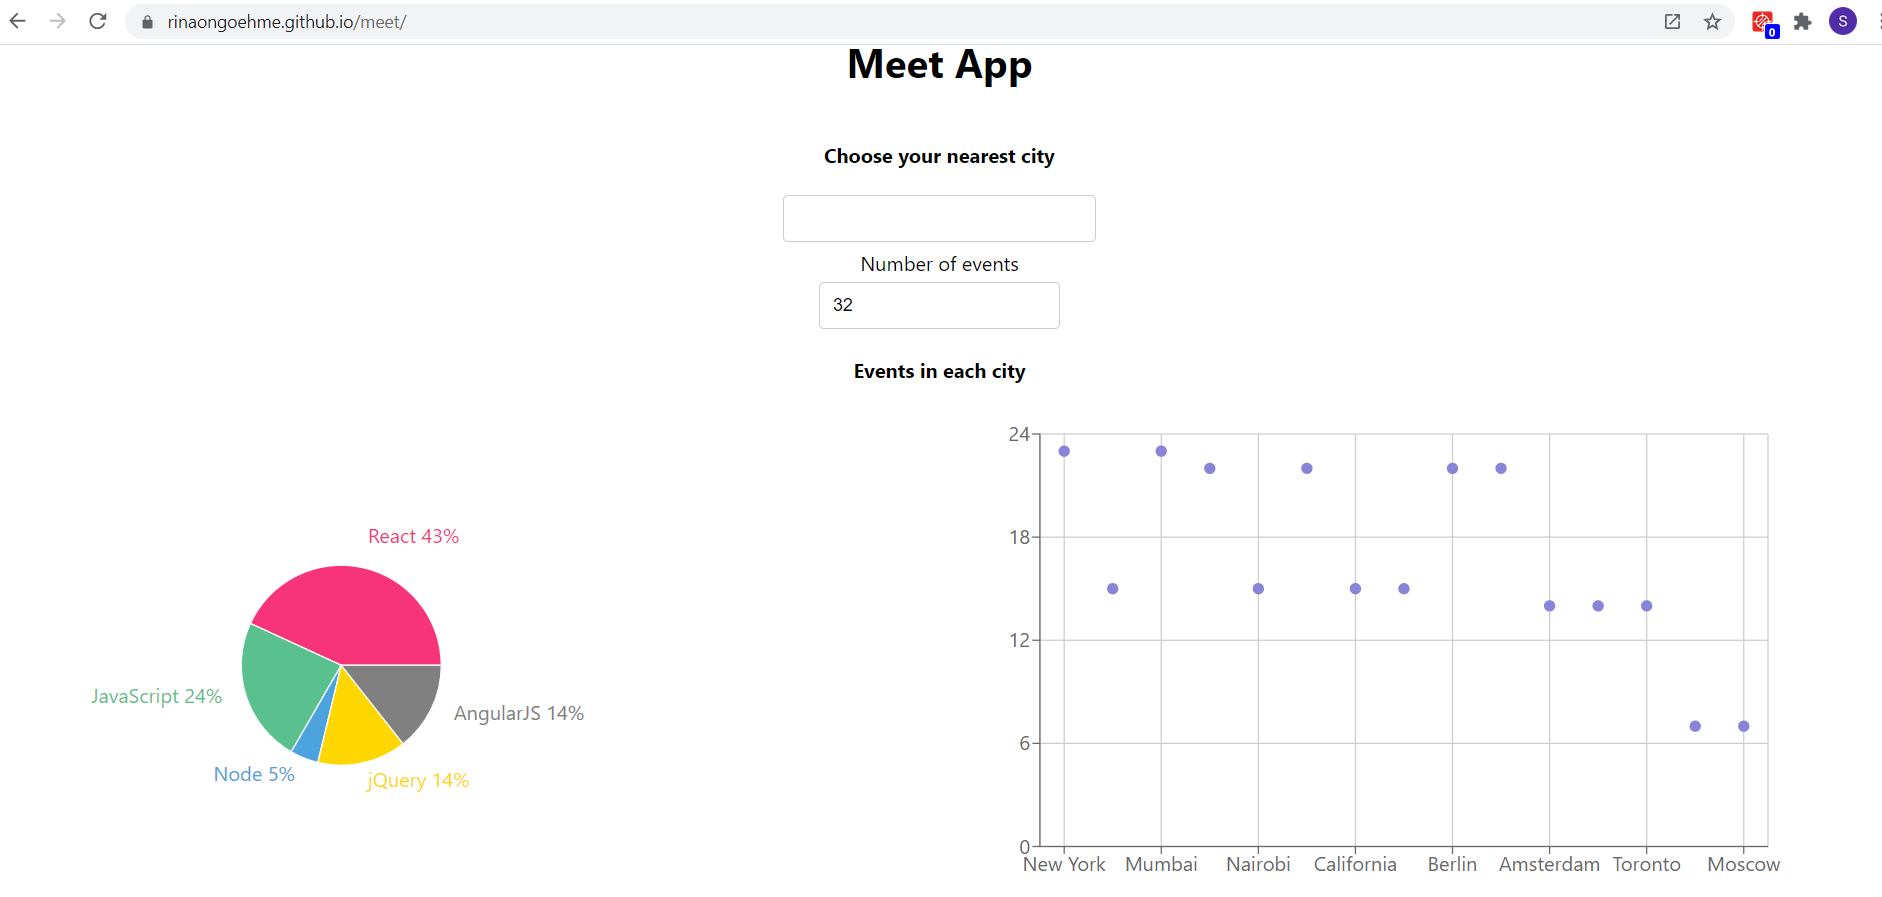 rinaongoehme.github.io/meet/
0
S
Meet App
Choose your nearest city
Number of events
32
Events in each city
React 43%
JavaScript 24%
AngularJS 14%
Node 5%
jQuery 14%
24
18
12
6
0
New York Mumbai Nairobi California Berlin Amsterdam Toronto Moscow